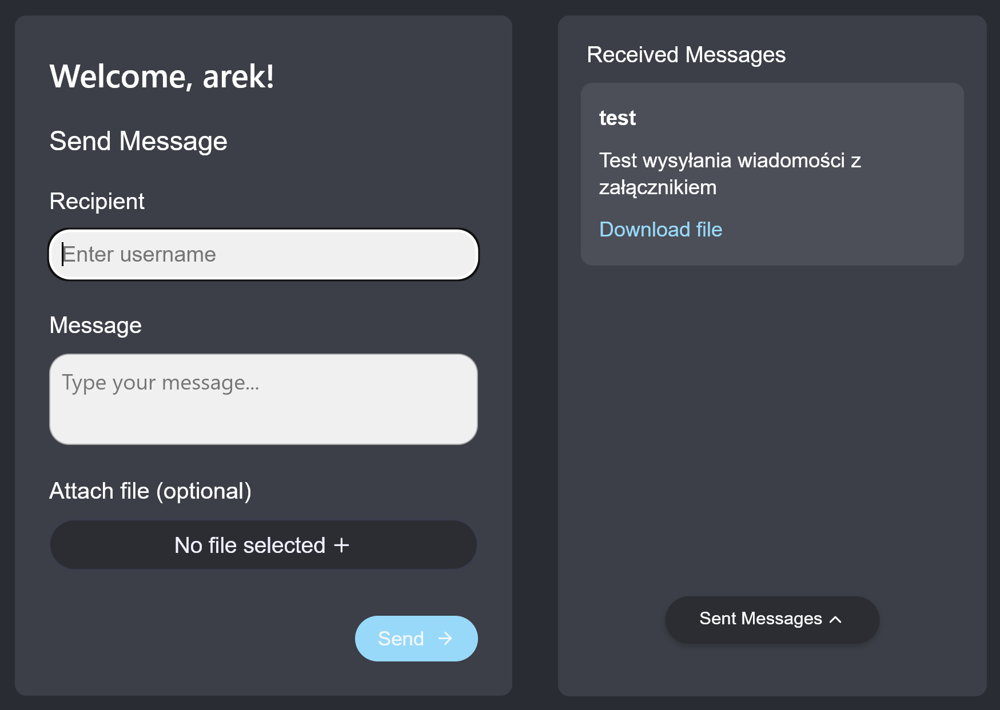 Welcome, arek!
Send Message
Recipient
Enter username
Message
Type your message...
Attach file (optional)
No file selected +
Send →
Received Messages
test
Test wysyłania wiadomości z
załącznikiem
Download file
Sent Messages